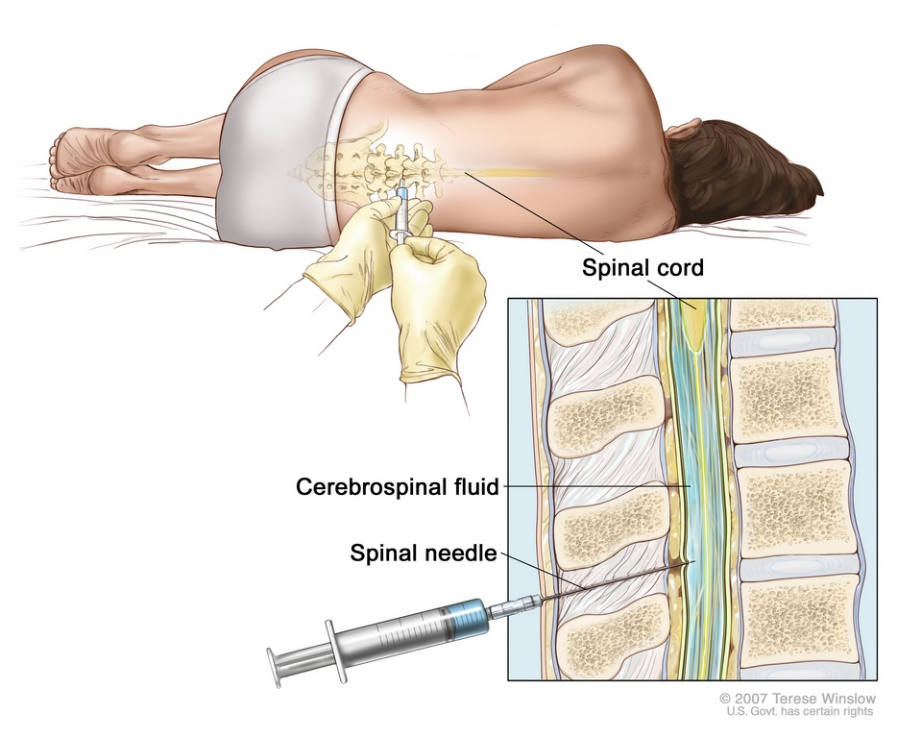 Spinal cord
Cerebrospinal fluid
Spinal needle
© 2007 Terese Winslow
U.S. Govt. has certain rights